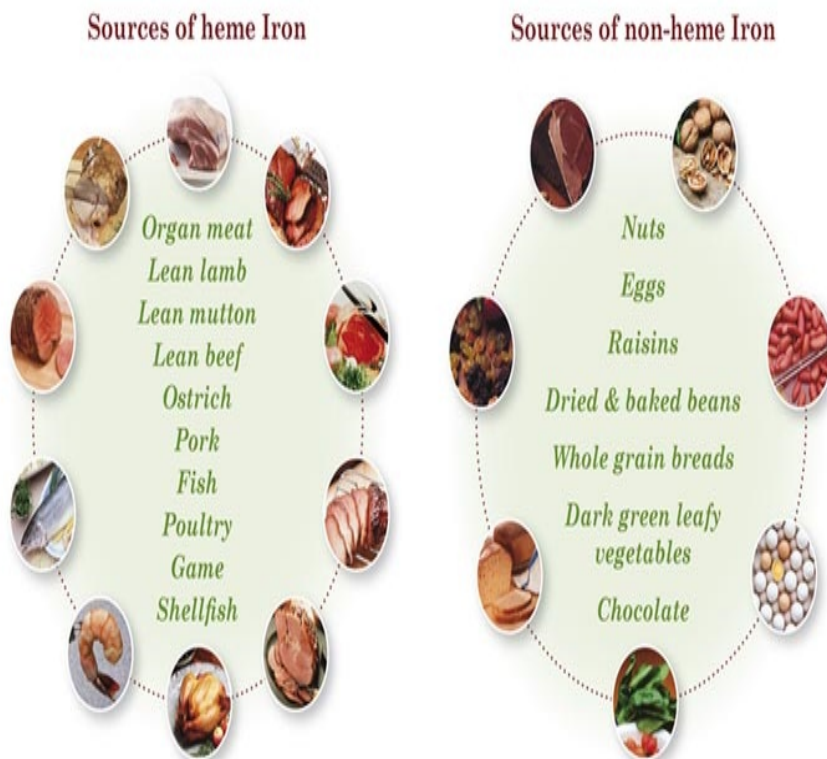 Sources of heme Iron
Organ meat
Lean lamb
Lean mutton
Lean beef
Ostrich
Pork
Fish
Poultry
Game
Shellfish
Sources of non-heme Iron
Nuts
Eggs
Raisins
Dried & baked beans
Whole grain breads
Dark green leafy
vegetables
Chocolate